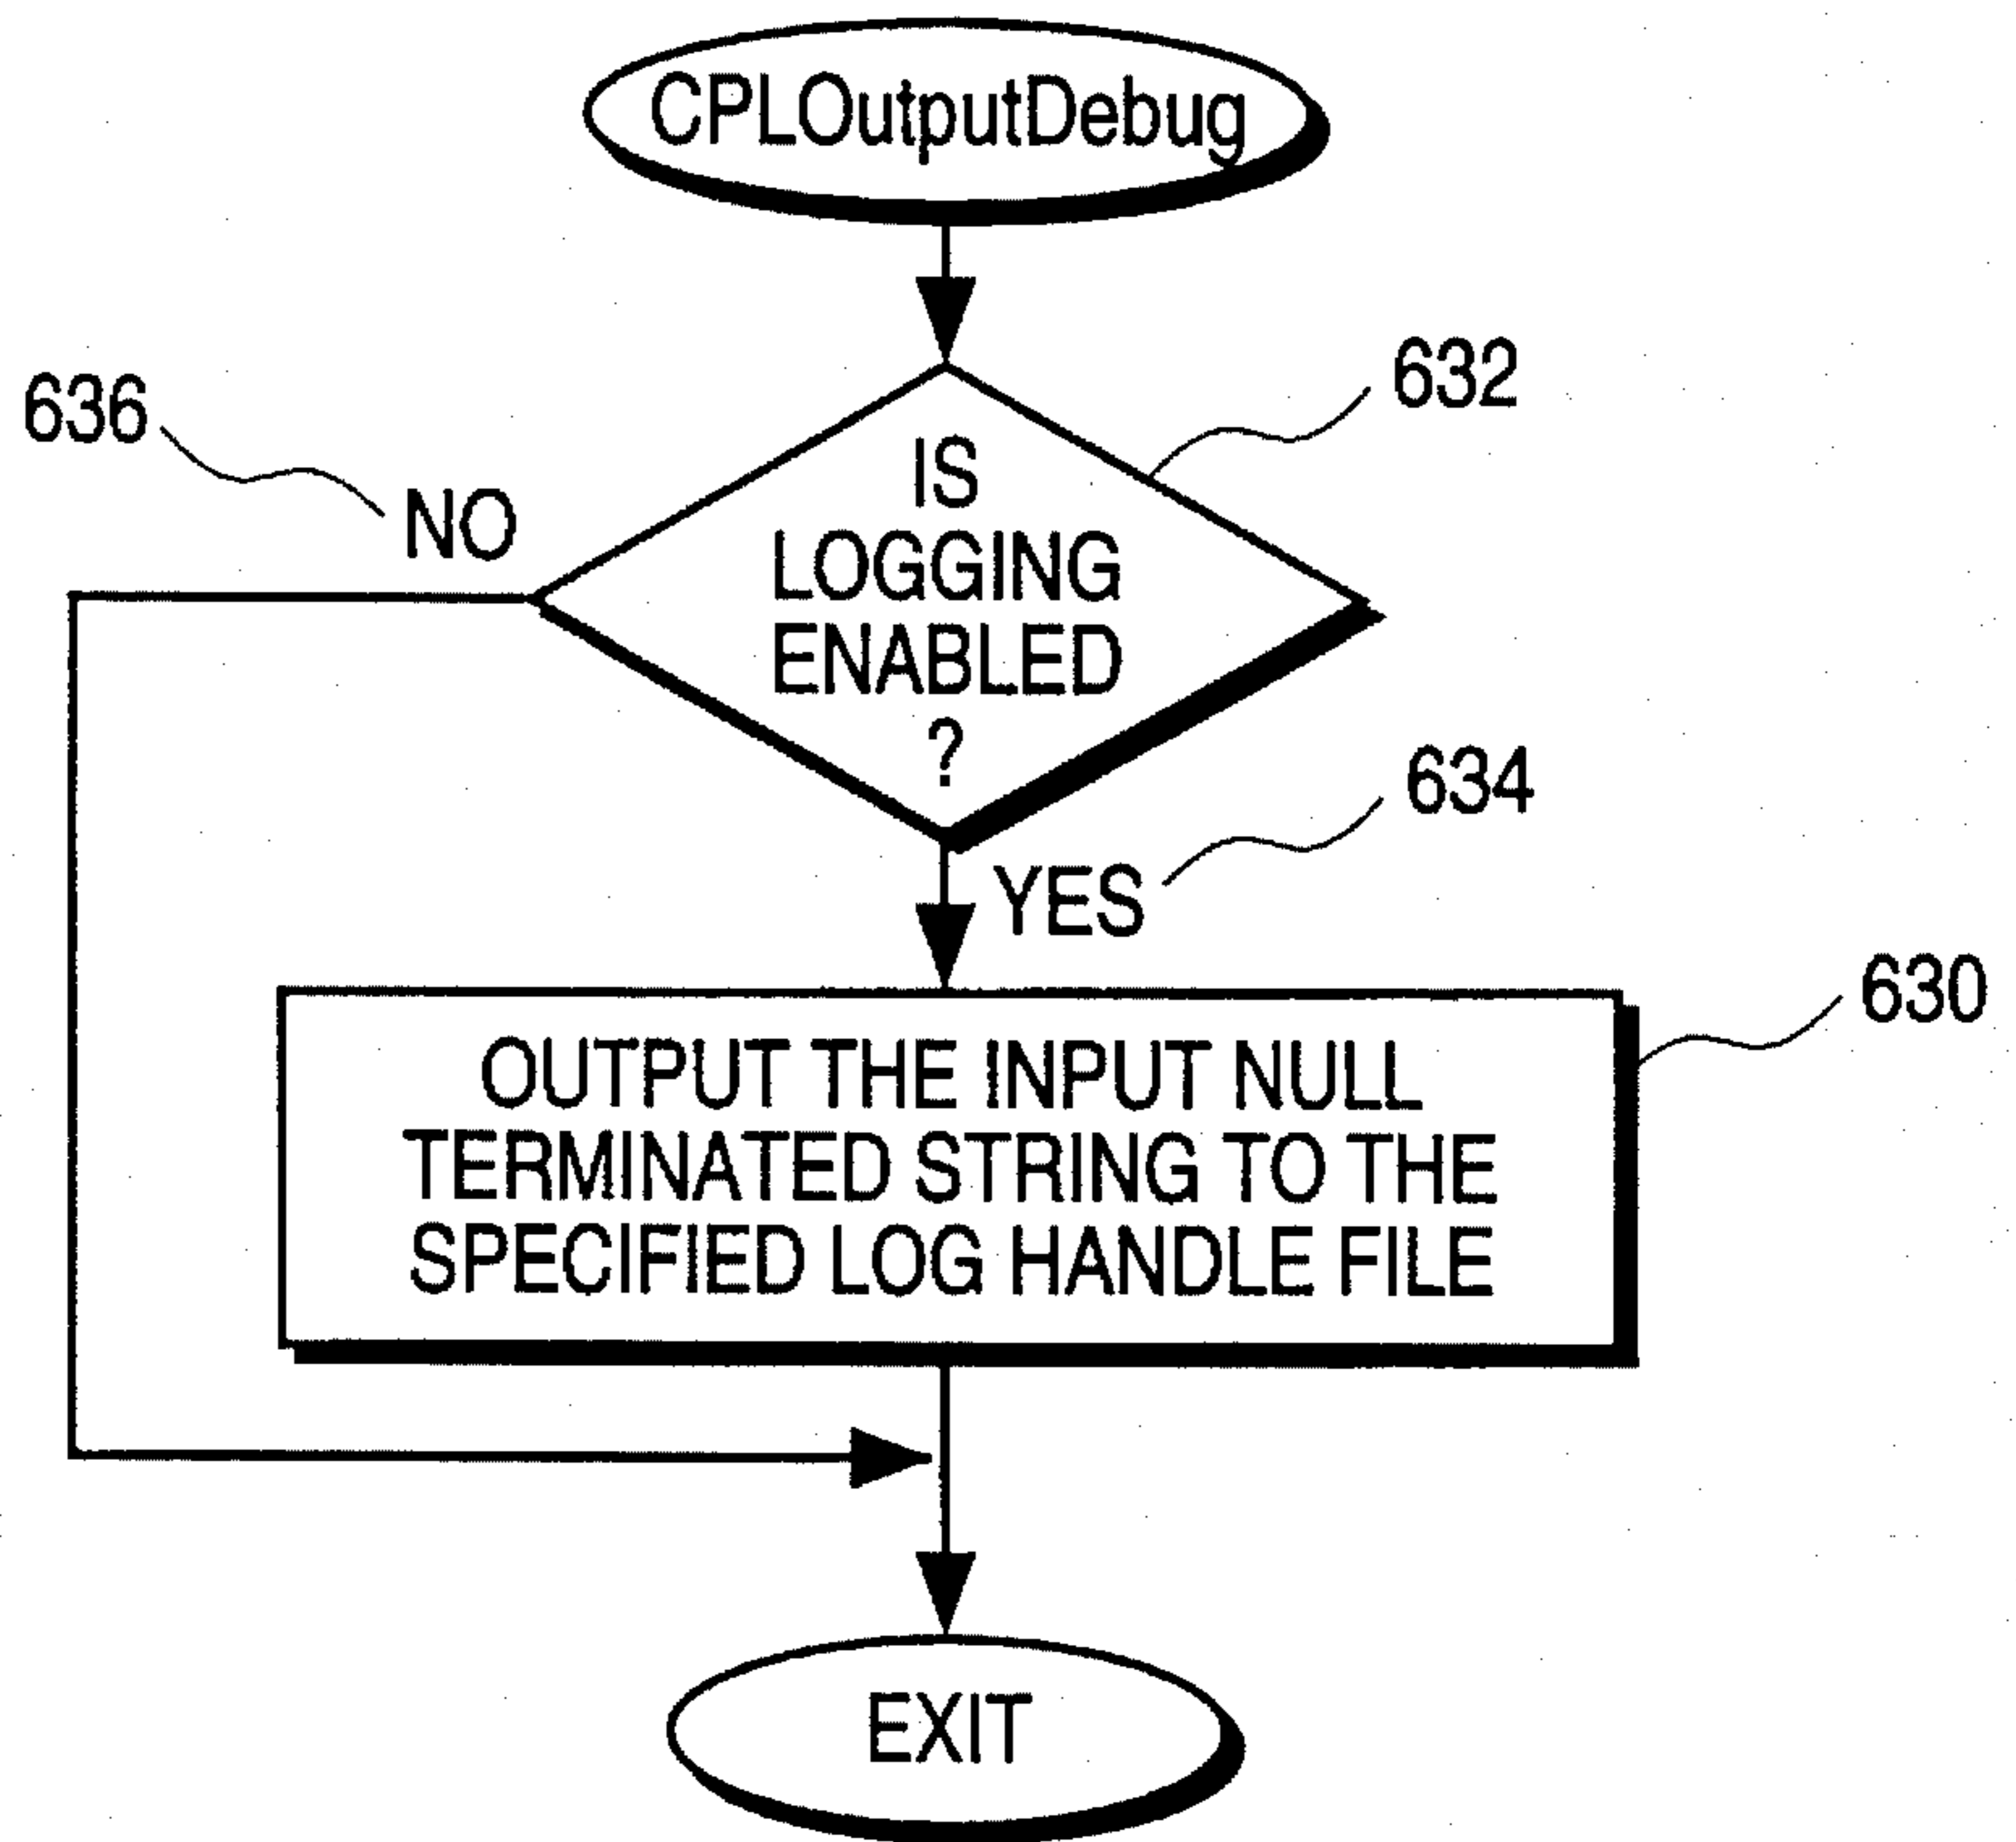 CPLOutputDebug
632
636
IS
NO
LOGGING
ENABLED
?
634
YES
630
OUTPUT THE INPUT NULL
TERMINATED STRING TO THE
SPECIFIED LOG HANDLE FILE
EXIT